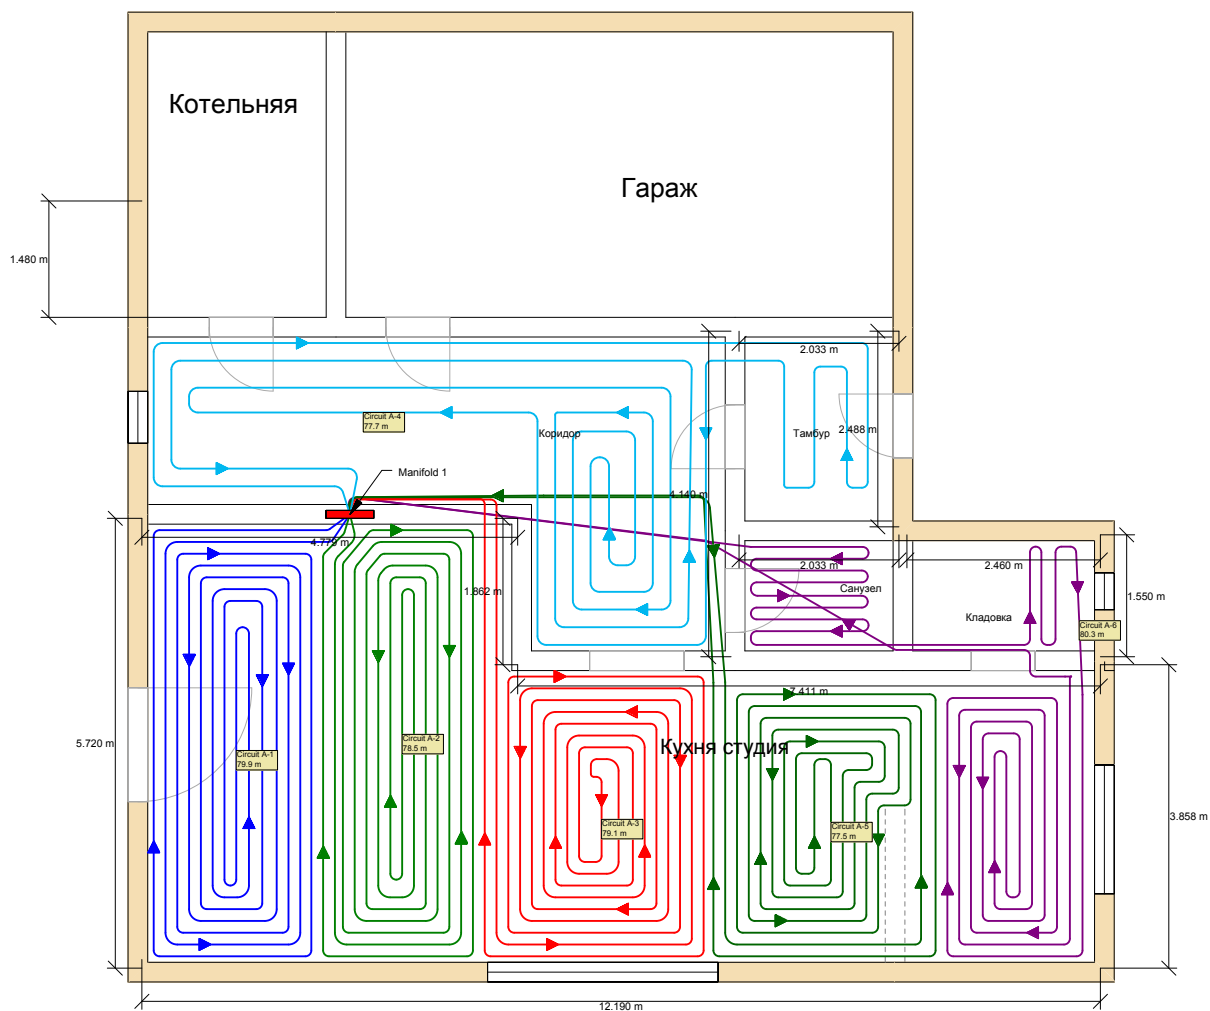 Котельняя
Гараж
1.480 m
2.033 m
Circuit A-4
77.7 m
Коридор
Тамбур
2.488 m
Manifold 1
4.149 m
4.779 m
2.033 m
2.460 m
Санузел
1.862 m
1.550 m
Кладовка
Circuit A-6
80.3 m
7.411 m
5.720 m
Circuit A-1
79.9 m
Circuit A-2
78.5 m
Кухня студия
Circuit A-3
79.1 m
Circuit A-5
77.5 m
3.858 m
12.190 m